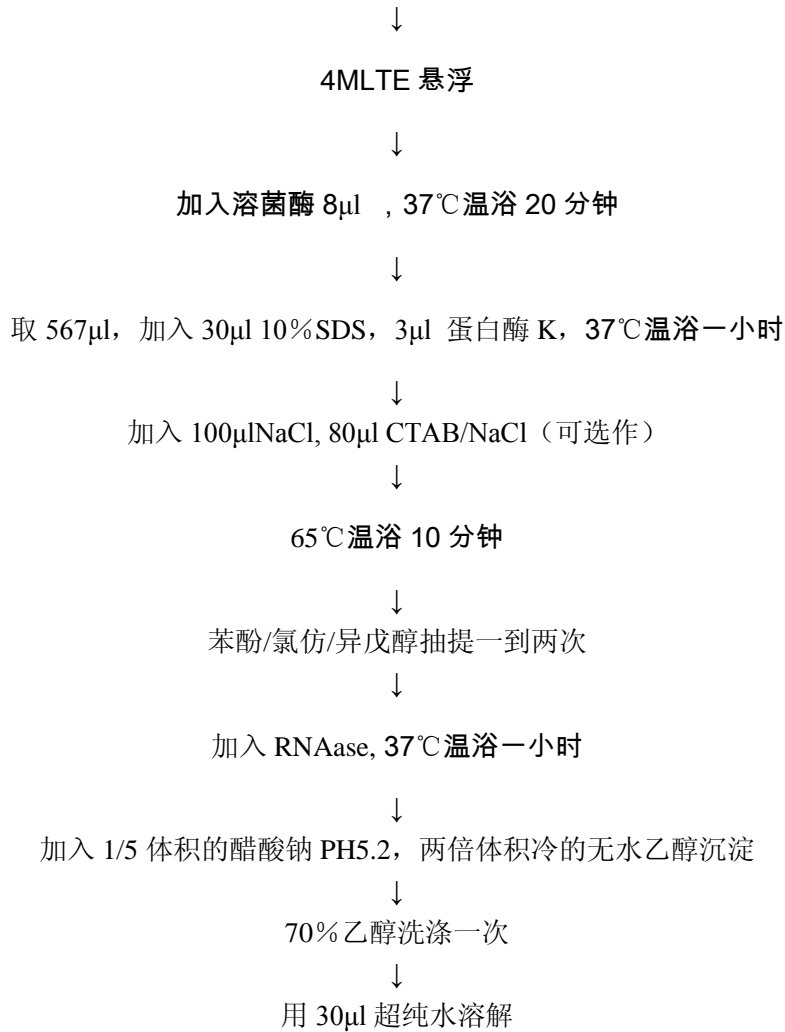 ↓
4MLTE 悬浮
↓
加入溶菌酶 8μl ，37℃温浴 20 分钟
↓
取 567μl，加入 30μl 10％SDS，3μl 蛋白酶 K，37℃温浴一小时
↓
加入 100μlNaCl, 80μl CTAB/NaCl（可选作）
↓
65℃温浴 10 分钟
↓
苯酚/氯仿/异戊醇抽提一到两次
↓
加入 RNAase, 37℃温浴一小时
↓
加入 1/5 体积的醋酸钠 PH5.2，两倍体积冷的无水乙醇沉淀
↓
70％乙醇洗涤一次
↓
用 30μl 超纯水溶解